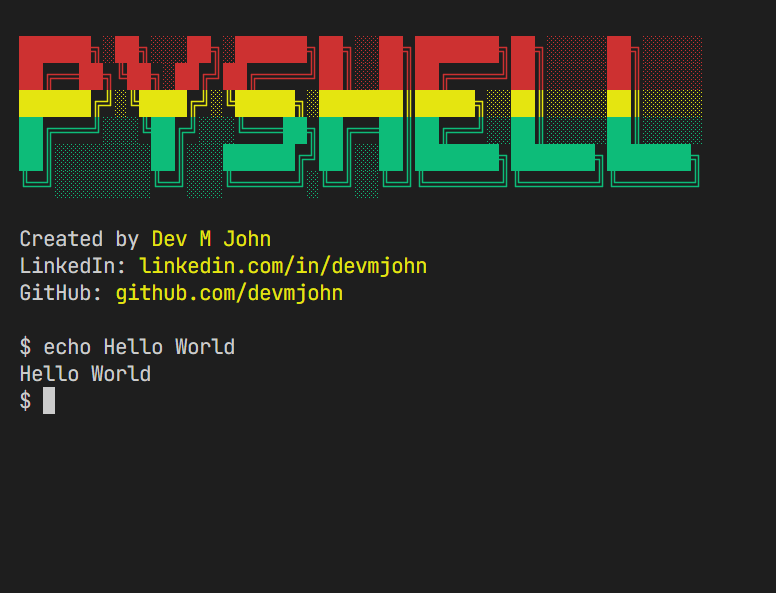 PYSHELL
Created by Dev M John
LinkedIn: linkedin.com/in/devmjohn
GitHub: github.com/devmjohn
$ echo Hello World
Hello World
$